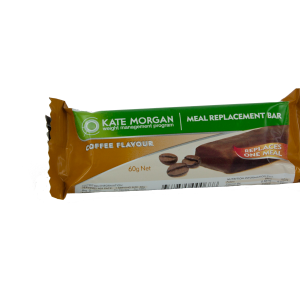 KATE MORGAN
weight management program
MEAL REPLACEMENT BAR
COFFEE FLAVOUR
60g Net
REPLACES
ONE MEAL